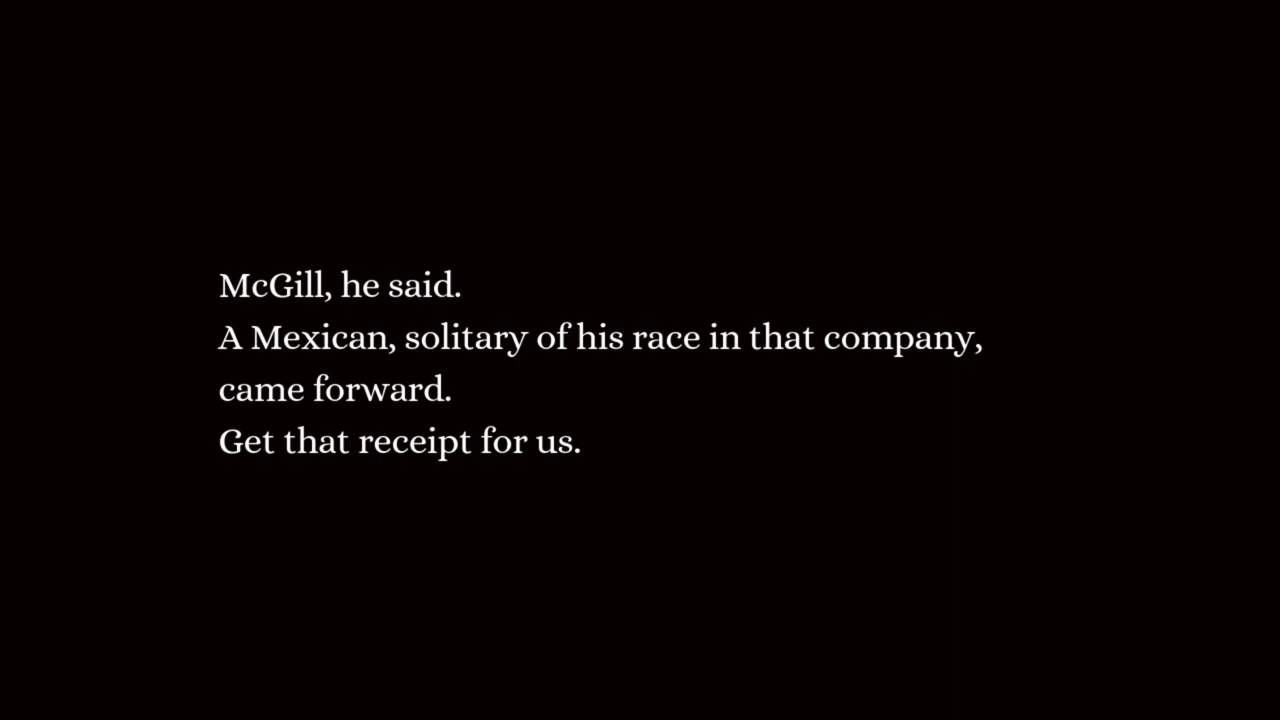 McGill, he said.
A Mexican, solitary of his race in that company,
came forward.
Get that receipt for us.